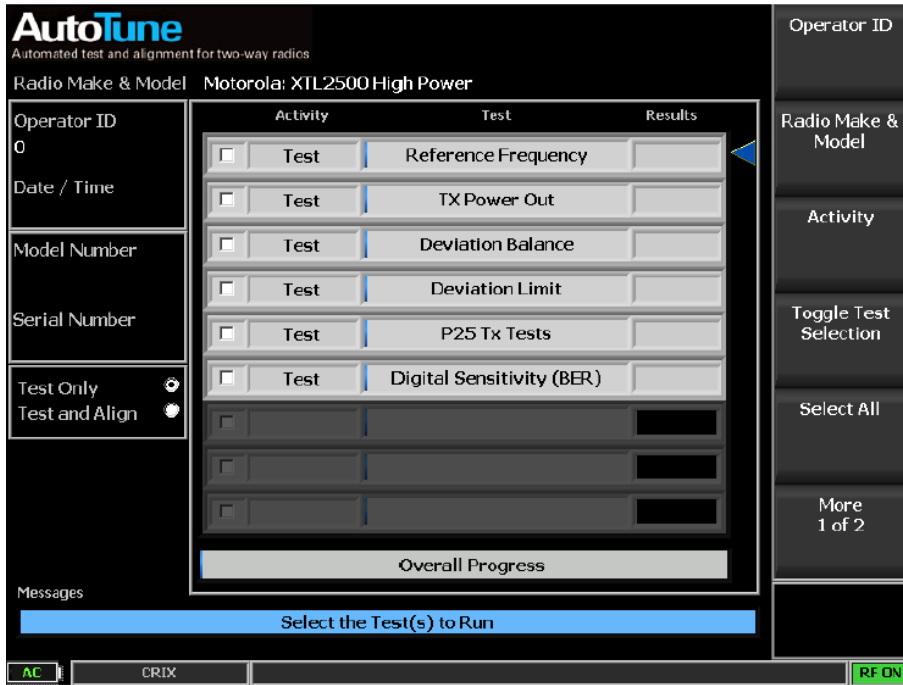 AutoTune
Automated test and alignment for two-way radios
Radio Make & Model Motorola: XTL2500 High Power
Operator ID
0
Date / Time
Model Number
Serial Number
Test Only
Test and Align
Activity Test Results
Test Reference Frequency
Test TX Power Out
Test Deviation Balance
Test Deviation Limit
Test P25 Tx Tests
Test Digital Sensitivity (BER)
Overall Progress
Messages
Select the Test(s) to Run
Operator ID
Radio Make &
Model
Activity
Toggle Test
Selection
Select All
More
1 of 2
AC CRIX RF ON